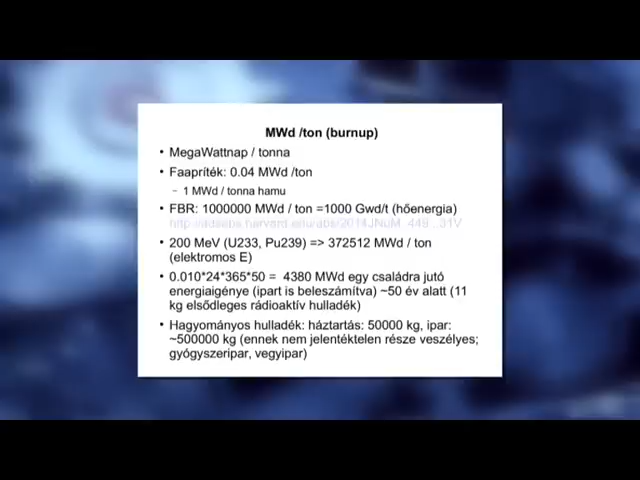 MWd /ton (burnup)
• MegaWattnap / tonna
• Faapríték: 0.04 MWd /ton
– 1 MWd / tonna hamu
• FBR: 1000000 MWd / ton =1000 Gwd/t (hőenergia)
• 200 MeV (U233, Pu239) => 372512 MWd / ton
(elektromos E)
• 0.010*24*365*50 = 4380 MWd egy családra jutó
energiaigénye (ipart is beleszámítva) ~50 év alatt (11
kg elsődleges rádioaktív hulladék)
• Hagyományos hulladék: háztartás: 50000 kg, ipar:
~500000 kg (ennek nem jelentéktelen része veszélyes;
gyógyszeripar, vegyipar)